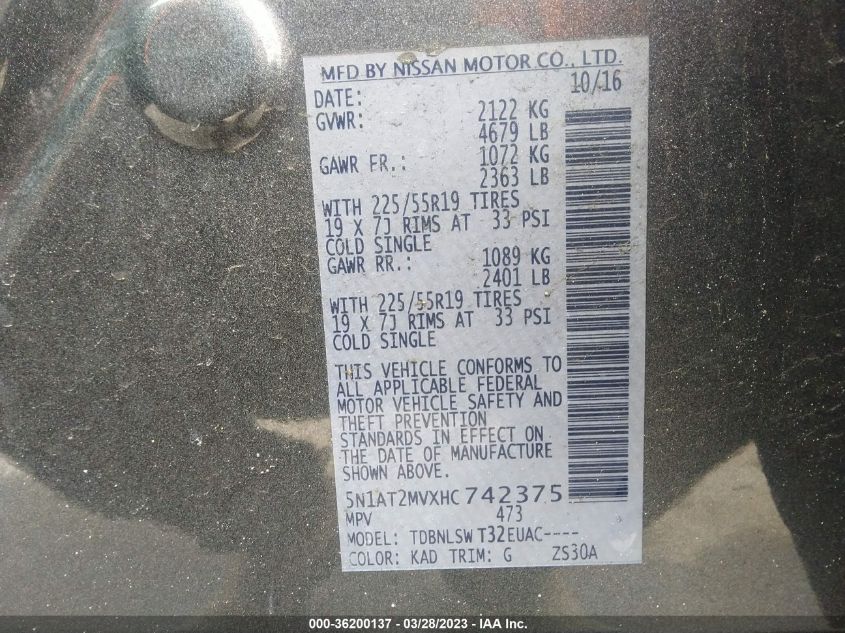 MFD BY NISSAN MOTOR CO., LTD.
DATE: 10/16
GVWR: 2122 KG
4679 LB
GAWR FR.: 1072 KG
2363 LB
WITH 225/55R19 TIRES
19 X 7J RIMS AT 33 PSI
COLD SINGLE
GAWR RR.: 1089 KG
2401 LB
WITH 225/55R19 TIRES
19 X 7J RIMS AT 33 PSI
COLD SINGLE
THIS VEHICLE CONFORMS TO
ALL APPLICABLE FEDERAL
MOTOR VEHICLE SAFETY AND
THEFT PREVENTION
STANDARDS IN EFFECT ON
THE DATE OF MANUFACTURE
SHOWN ABOVE.
5N1AT2MVXHC742375
MPV 473
MODEL: TDBNLSW T32EUAC----
COLOR: KAD TRIM: G ZS30A
000-36200137 - 03/28/2023 - IAA Inc.